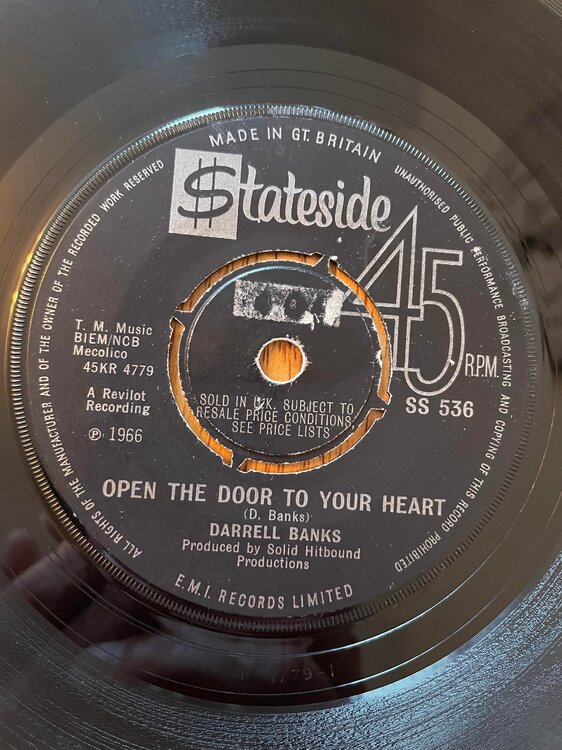 MADE IN GT. BRITAIN
UNAUTHORISED PUBLIC PERFORMANCE BROADCASTING AND COPYING OF THIS RECORD PROHIBITED
ALL RIGHTS OF THE MANUFACTURER AND OF THE OWNER OF THE RECORDED WORK RESERVED
$tateside
45 R.P.M.
T. M. Music
BIEM/NCB
Mecolico
45KR 4779
SS 536
A Revilot
Recording
℗ 1966
SOLD IN U.K. SUBJECT TO
RESALE PRICE CONDITIONS,
SEE PRICE LISTS
OPEN THE DOOR TO YOUR HEART
(D. Banks)
DARRELL BANKS
Produced by Solid Hitbound
Productions
E.M.I. RECORDS LIMITED